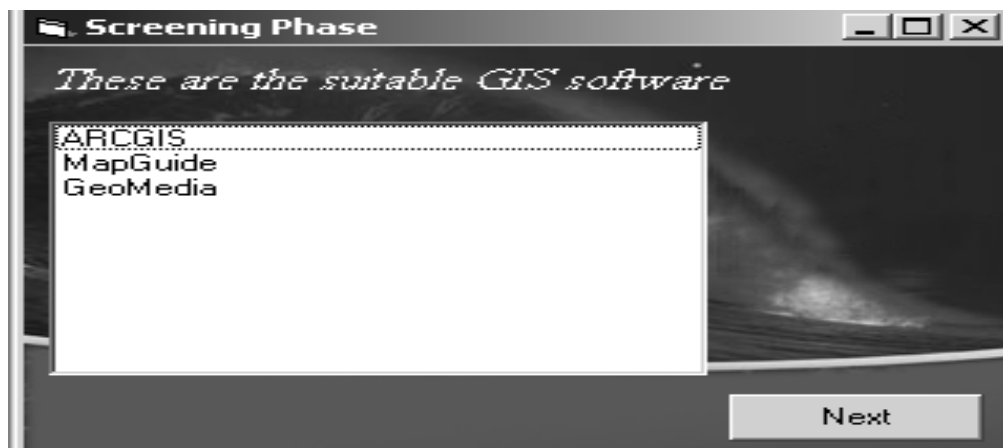 Screening Phase
These are the suitable GIS software
ARCGIS
MapGuide
GeoMedia
Next